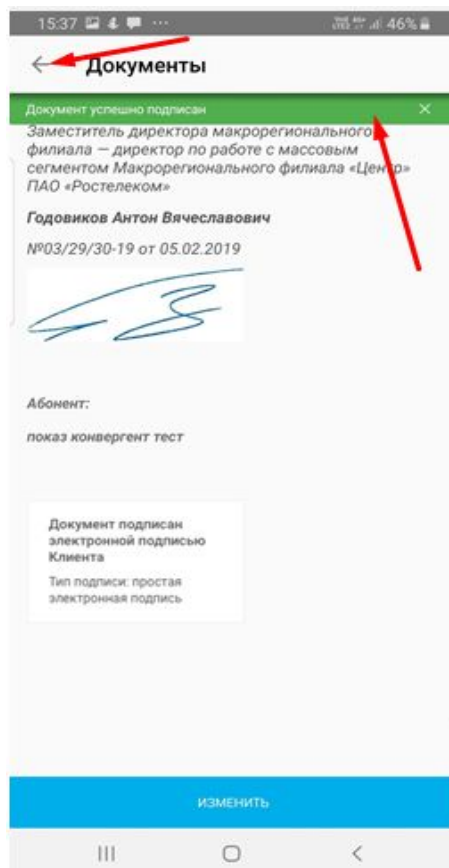 15:37 ... 46%
Документы
Документ успешно подписан
Заместитель директора макрорегионального
филиала — директор по работе с массовым
сегментом Макрорегионального филиала «Центр»
ПАО «Ростелеком»
Годовиков Антон Вячеславович
№03/29/30-19 от 05.02.2019
Абонент:
показ конвергент тест
Документ подписан
электронной подписью
Клиента
Тип подписи: простая
электронная подпись
ИЗМЕНИТЬ